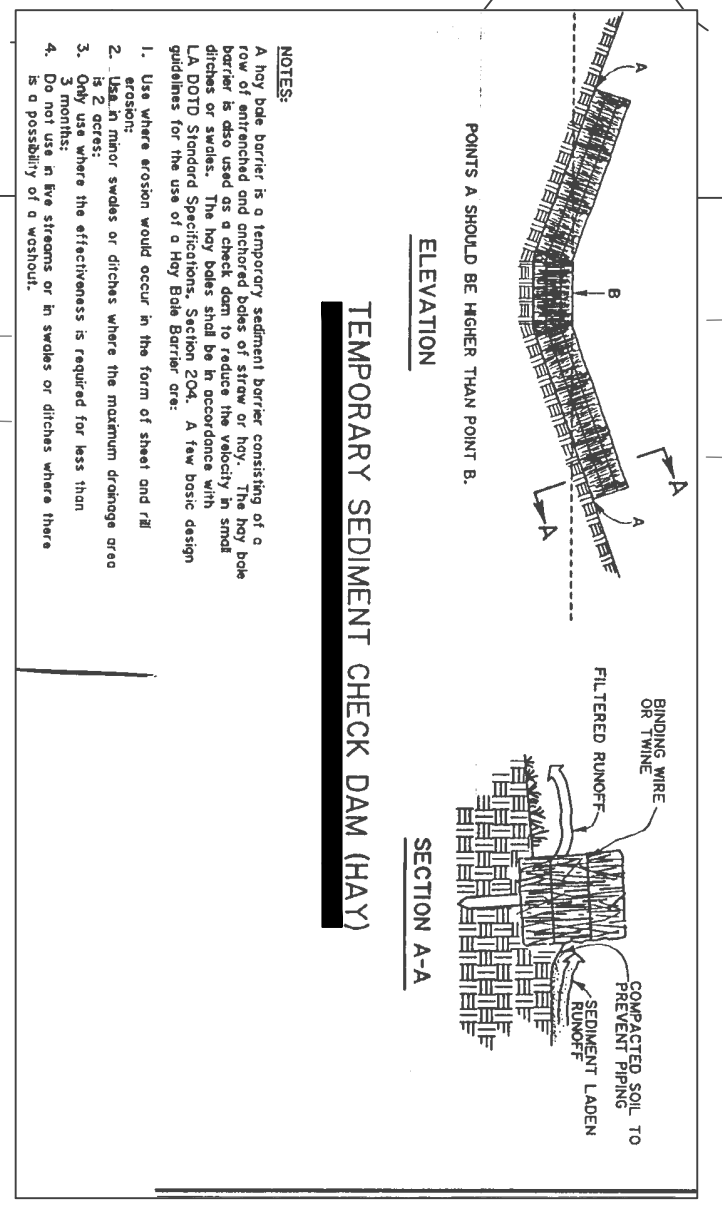 A
B
A
A
A
POINTS A SHOULD BE HIGHER THAN POINT B.
ELEVATION
BINDING WIRE
OR TWINE
FILTERED RUNOFF
COMPACTED SOIL TO
PREVENT PIPING
SEDIMENT LADEN
RUNOFF
SECTION A-A
TEMPORARY SEDIMENT CHECK DAM (HAY)
NOTES:
A hay bale barrier is a temporary sediment barrier consisting of a
row of entrenched and anchored bales of straw or hay. The hay bale
barrier is also used as a check dam to reduce the velocity in small
ditches or swales. The hay bales shall be in accordance with
LA DOTD Standard Specifications, Section 204. A few basic design
guidelines for the use of a Hay Bale Barrier are:
1. Use where erosion would occur in the form of sheet and rill
erosion;
2. Use in minor swales or ditches where the maximum drainage area
is 2 acres;
3. Only use where the effectiveness is required for less than
3 months;
4. Do not use in live streams or in swales or ditches where there
is a possibility of a washout.